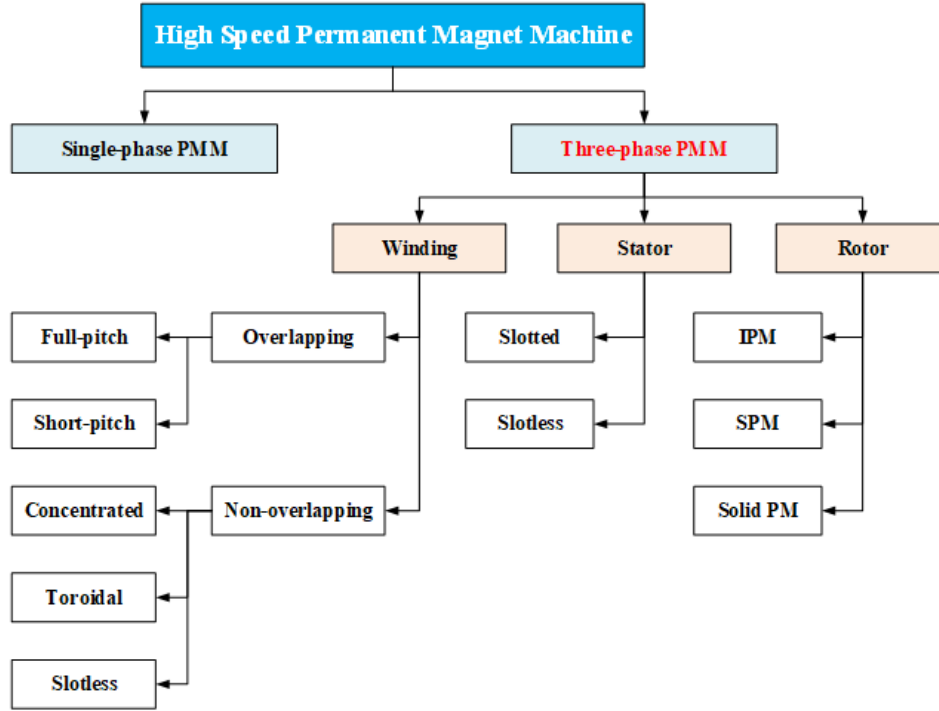 High Speed Permanent Magnet Machine
Single-phase PMM
Three-phase PMM
Winding
Stator
Rotor
Full-pitch
Overlapping
Slotted
IPM
Short-pitch
Slotless
SPM
Concentrated
Non-overlapping
Solid PM
Toroidal
Slotless